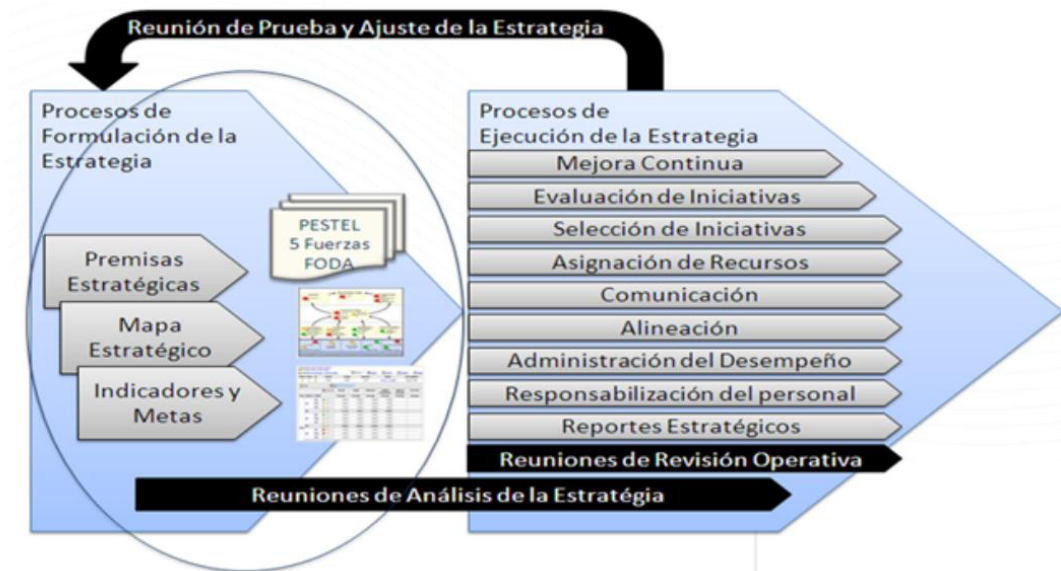 Reunión de Prueba y Ajuste de la Estrategia
Procesos de
Formulación de la
Estrategia
PESTEL
5 Fuerzas
FODA
Premisas
Estratégicas
Mapa
Estratégico
Indicadores y
Metas
Procesos de
Ejecución de la Estrategia
Mejora Continua
Evaluación de Iniciativas
Selección de Iniciativas
Asignación de Recursos
Comunicación
Alineación
Administración del Desempeño
Responsabilización del personal
Reportes Estratégicos
Reuniones de Revisión Operativa
Reuniones de Análisis de la Estratégia